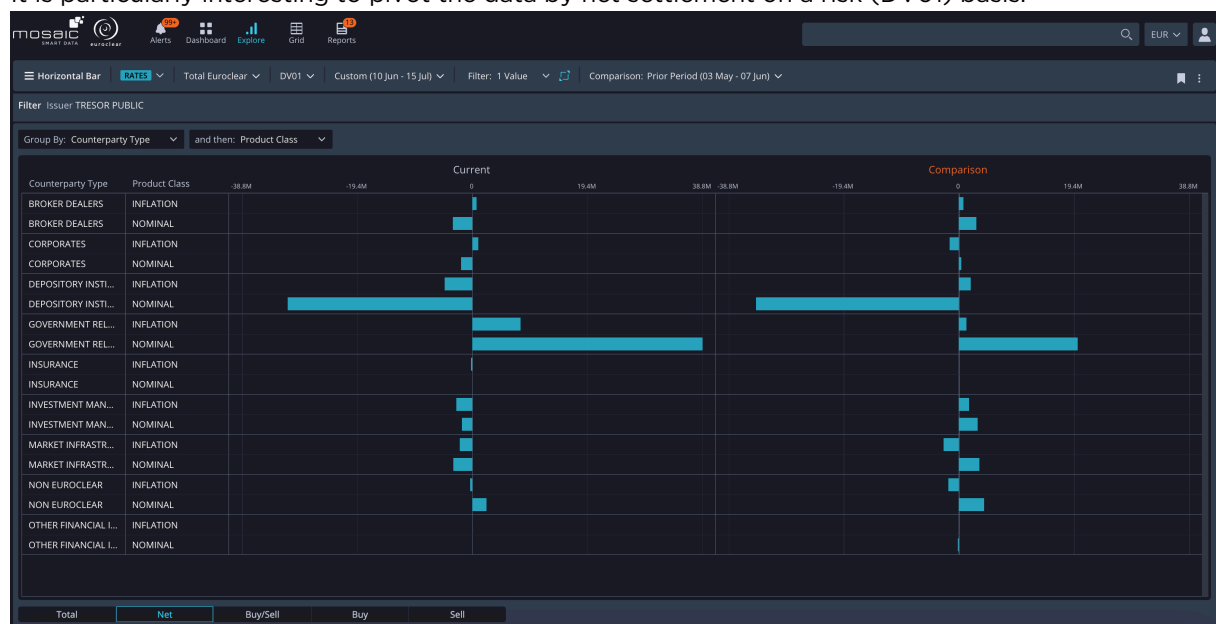 It is particularly interesting to pivot the data by net settlement on a risk (DV01) basis.
mosaic
SMART DATA
euroclear
99+
Alerts
Dashboard
Explore
Grid
13
Reports
EUR
Horizontal Bar
RATES
Total Euroclear
DV01
Custom (10 Jun - 15 Jul)
Filter: 1 Value
Comparison: Prior Period (03 May - 07 Jun)
Filter Issuer TRESOR PUBLIC
Group By: Counterparty Type
and then: Product Class
Current
Comparison
Counterparty Type Product Class -38.8M -19.4M 0 19.4M 38.8M -38.8M -19.4M 0 19.4M 38.8M
BROKER DEALERS INFLATION
BROKER DEALERS NOMINAL
CORPORATES INFLATION
CORPORATES NOMINAL
DEPOSITORY INSTI... INFLATION
DEPOSITORY INSTI... NOMINAL
GOVERNMENT REL... INFLATION
GOVERNMENT REL... NOMINAL
INSURANCE INFLATION
INSURANCE NOMINAL
INVESTMENT MAN... INFLATION
INVESTMENT MAN... NOMINAL
MARKET INFRASTR... INFLATION
MARKET INFRASTR... NOMINAL
NON EUROCLEAR INFLATION
NON EUROCLEAR NOMINAL
OTHER FINANCIAL I... INFLATION
OTHER FINANCIAL I... NOMINAL
Total Net Buy/Sell Buy Sell